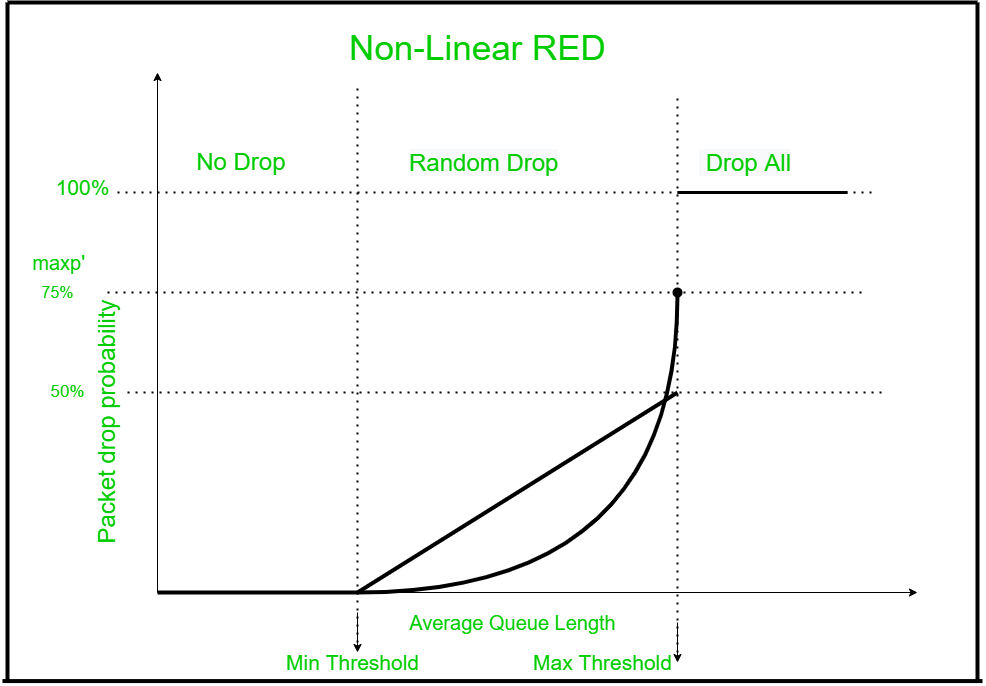 Non-Linear RED
No Drop
Random Drop
Drop All
100%
maxp'
75%
50%
Packet drop probability
Average Queue Length
Min Threshold
Max Threshold